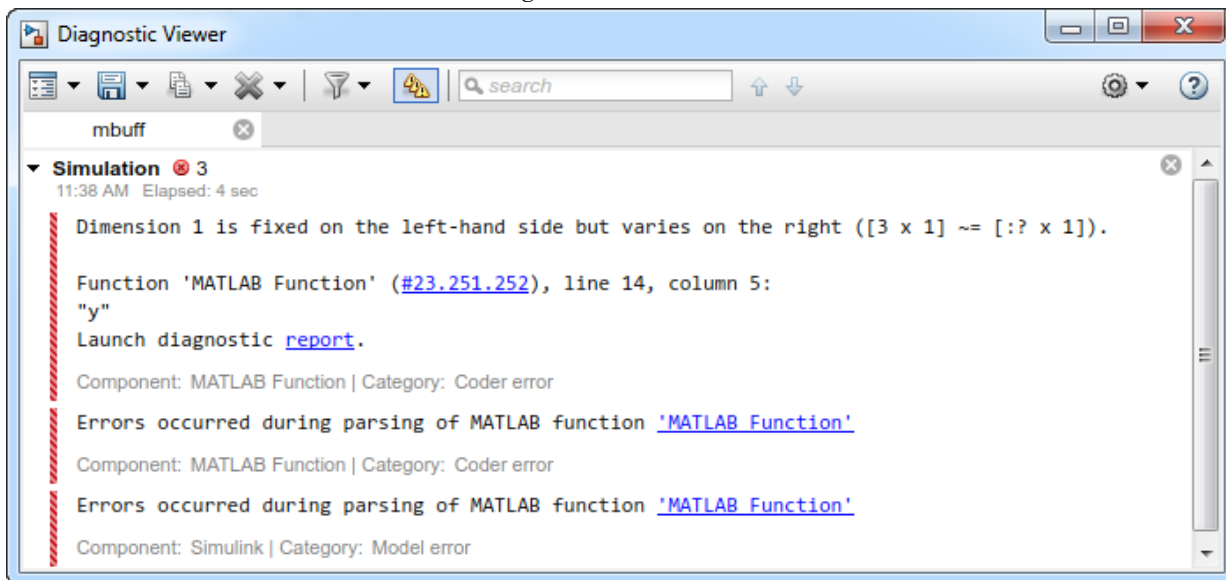 Diagnostic Viewer
search
mbuff
Simulation 3
11:38 AM Elapsed: 4 sec
Dimension 1 is fixed on the left-hand side but varies on the right ([3 x 1] ~= [:? x 1]).
Function 'MATLAB Function' (#23.251.252), line 14, column 5:
"y"
Launch diagnostic report.
Component: MATLAB Function | Category: Coder error
Errors occurred during parsing of MATLAB function 'MATLAB Function'
Component: MATLAB Function | Category: Coder error
Errors occurred during parsing of MATLAB function 'MATLAB Function'
Component: Simulink | Category: Model error